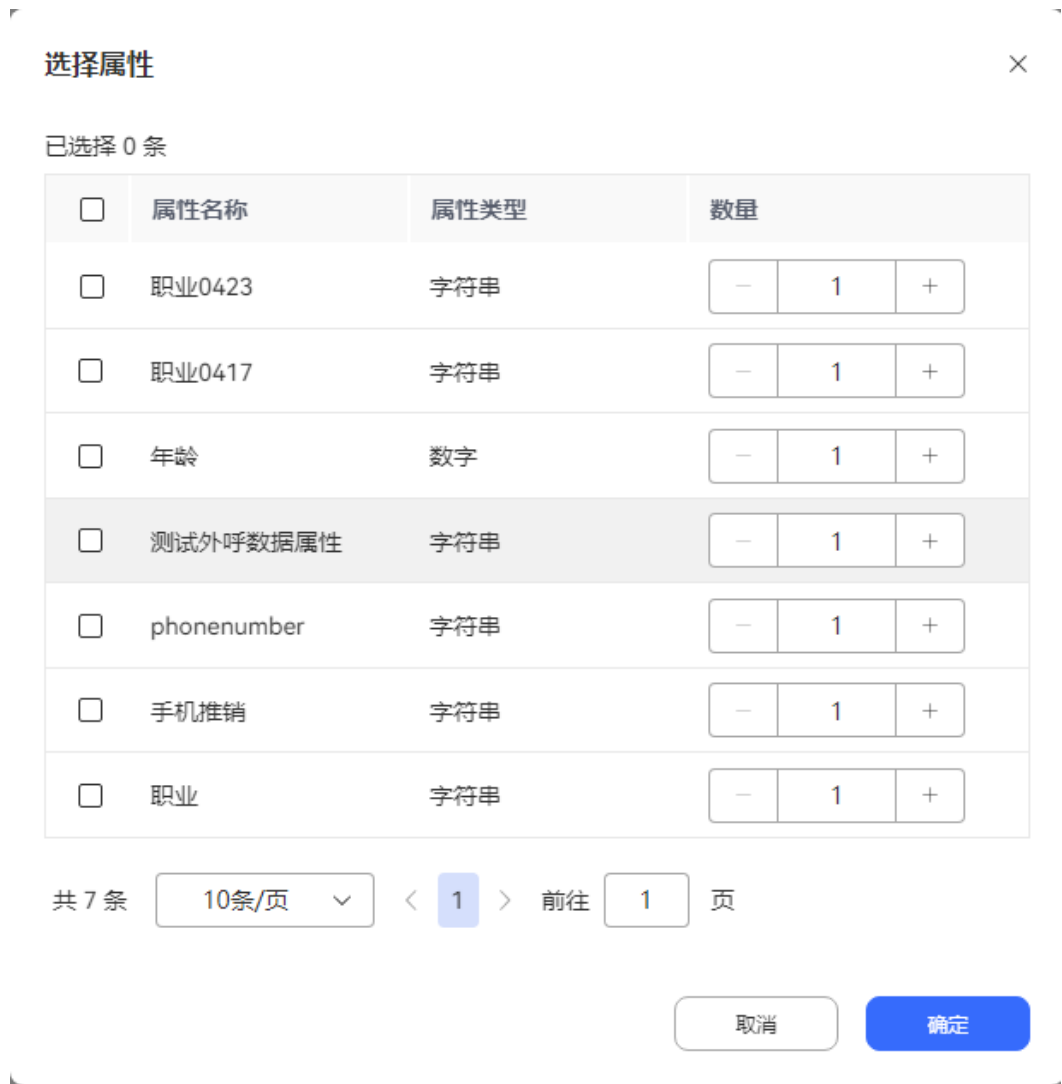 选择属性
已选择 0 条
属性名称 属性类型 数量
职业0423 字符串 1
职业0417 字符串 1
年龄 数字 1
测试外呼数据属性 字符串 1
phonenumber 字符串 1
手机推销 字符串 1
职业 字符串 1
共 7 条 10条/页 1 前往 1 页
取消 确定